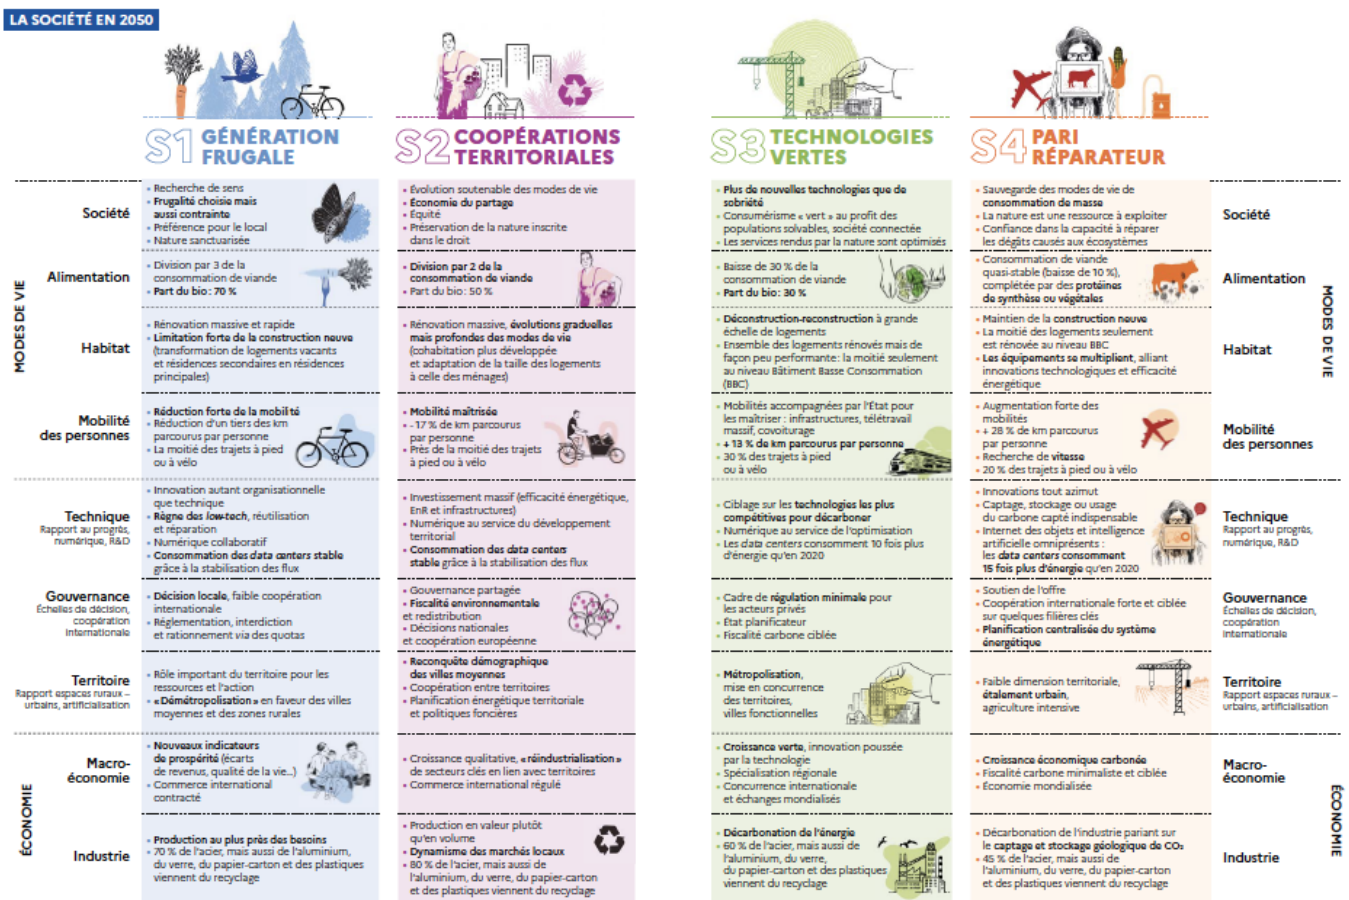 LA SOCIÉTÉ EN 2050
S1 GÉNÉRATION
FRUGALE
S2 COOPÉRATIONS
TERRITORIALES
S3 TECHNOLOGIES
VERTES
S4 PARI
RÉPARATEUR
MODES DE VIE
Société
• Recherche de sens
• Frugalité choisie mais
aussi contrainte
• Préférence pour le local
• Nature sanctuarisée
• Évolution soutenable des modes de vie
• Économie du partage
• Équité
• Préservation de la nature inscrite
dans le droit
• Plus de nouvelles technologies que de
sobriété
• Consumérisme « vert » au profit des
populations solvables, société connectée
• Les services rendus par la nature sont optimisés
• Sauvegarde des modes de vie de
consommation de masse
• La nature est une ressource à exploiter
• Confiance dans la capacité à réparer
les dégâts causés aux écosystèmes
Société
Alimentation
• Division par 3 de la
consommation de viande
• Part du bio : 70 %
• Division par 2 de la
consommation de viande
• Part du bio : 50 %
• Baisse de 30 % de la
consommation de viande
• Part du bio : 30 %
• Consommation de viande
quasi-stable (baisse de 10 %),
complétée par des protéines
de synthèse ou végétales
Alimentation
Habitat
• Rénovation massive et rapide
• Limitation forte de la construction neuve
(transformation de logements vacants
et résidences secondaires en résidences
principales)
• Rénovation massive, évolutions graduelles
mais profondes des modes de vie
(cohabitation plus développée
et adaptation de la taille des logements
à celle des ménages)
• Déconstruction-reconstruction à grande
échelle de logements
• Ensemble des logements rénovés mais de
façon peu performante : la moitié seulement
au niveau Bâtiment Basse Consommation
(BBC)
• Maintien de la construction neuve
• La moitié des logements seulement
est rénovée au niveau BBC
• Les équipements se multiplient, alliant
innovations technologiques et efficacité
énergétique
Habitat
MODES DE VIE
Mobilité
des personnes
• Réduction forte de la mobilité
• Réduction d'un tiers des km
parcourus par personne
• La moitié des trajets à pied
ou à vélo
• Mobilité maîtrisée
• - 17 % de km parcourus
par personne
• Près de la moitié des trajets
à pied ou à vélo
• Mobilités accompagnées par l'État pour
les maîtriser : infrastructures, télétravail
massif, covoiturage
• + 13 % de km parcourus par personne
• 30 % des trajets à pied
ou à vélo
• Augmentation forte des
mobilités
• + 28 % de km parcourus
par personne
• Recherche de vitesse
• 20 % des trajets à pied ou à vélo
Mobilité
des personnes
Technique
Rapport au progrès,
numérique, R&D
• Innovation autant organisationnelle
que technique
• Règne des low-tech, réutilisation
et réparation
• Numérique collaboratif
• Consommation des data centers stable
grâce à la stabilisation des flux
• Investissement massif (efficacité énergétique,
EnR et infrastructures)
• Numérique au service du développement
territorial
• Consommation des data centers
stable grâce à la stabilisation des flux
• Ciblage sur les technologies les plus
compétitives pour décarboner
• Numérique au service de l'optimisation
• Les data centers consomment 10 fois plus
d'énergie qu'en 2020
• Innovations tout azimut
• Captage, stockage ou usage
du carbone capté indispensable
• Internet des objets et intelligence
artificielle omniprésents :
les data centers consomment
15 fois plus d'énergie qu'en 2020
Technique
Rapport au progrès,
numérique, R&D
Gouvernance
Échelles de décision,
coopération
internationale
• Décision locale, faible coopération
internationale
• Réglementation, interdiction
et rationnement via des quotas
• Gouvernance partagée
• Fiscalité environnementale
et redistribution
• Décisions nationales
et coopération européenne
• Cadre de régulation minimale pour
les acteurs privés
• État planificateur
• Fiscalité carbone ciblée
• Soutien de l'offre
• Coopération internationale forte et ciblée
sur quelques filières clés
• Planification centralisée du système
énergétique
Gouvernance
Échelles de décision,
coopération
internationale
Territoire
Rapport espaces ruraux –
urbains, artificialisation
• Rôle important du territoire pour les
ressources et l'action
• « Démétropolisation » en faveur des villes
moyennes et des zones rurales
• Reconquête démographique
des villes moyennes
• Coopération entre territoires
• Planification énergétique territoriale
et politiques foncières
• Métropolisation,
mise en concurrence
des territoires,
villes fonctionnelles
• Faible dimension territoriale,
étalement urbain,
agriculture intensive
Territoire
Rapport espaces ruraux –
urbains, artificialisation
ÉCONOMIE
Macro-
économie
• Nouveaux indicateurs
de prospérité (écarts
de revenus, qualité de la vie...)
• Commerce international
contracté
• Croissance qualitative, « réindustrialisation »
de secteurs clés en lien avec territoires
• Commerce international régulé
• Croissance verte, innovation poussée
par la technologie
• Spécialisation régionale
• Concurrence internationale
et échanges mondialisés
• Croissance économique carbonée
• Fiscalité carbone minimaliste et ciblée
• Économie mondialisée
Macro-
économie
Industrie
• Production au plus près des besoins
• 70 % de l'acier, mais aussi de l'aluminium,
du verre, du papier-carton et des plastiques
viennent du recyclage
• Production en valeur plutôt
qu'en volume
• Dynamisme des marchés locaux
• 80 % de l'acier, mais aussi de
l'aluminium, du verre, du papier-carton
et des plastiques viennent du recyclage
• Décarbonation de l'énergie
• 60 % de l'acier, mais aussi de
l'aluminium, du verre,
du papier-carton et des plastiques
viennent du recyclage
• Décarbonation de l'industrie pariant sur
le captage et stockage géologique de CO₂
• 45 % de l'acier, mais aussi de
l'aluminium, du verre, du papier-carton
et des plastiques viennent du recyclage
Industrie
ÉCONOMIE